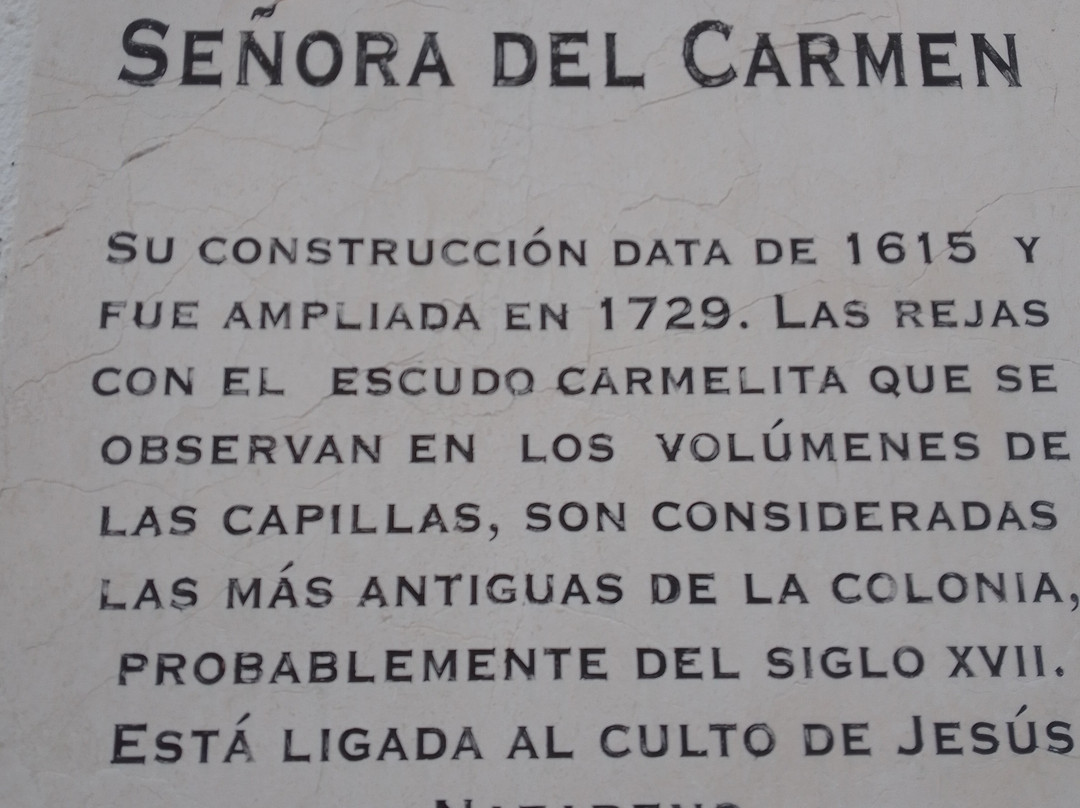 SEÑORA DEL CARMEN
SU CONSTRUCCIÓN DATA DE 1615 Y
FUE AMPLIADA EN 1729. LAS REJAS
CON EL ESCUDO CARMELITA QUE SE
OBSERVAN EN LOS VOLÚMENES DE
LAS CAPILLAS, SON CONSIDERADAS
LAS MÁS ANTIGUAS DE LA COLONIA,
PROBABLEMENTE DEL SIGLO XVII.
ESTÁ LIGADA AL CULTO DE JESÚS